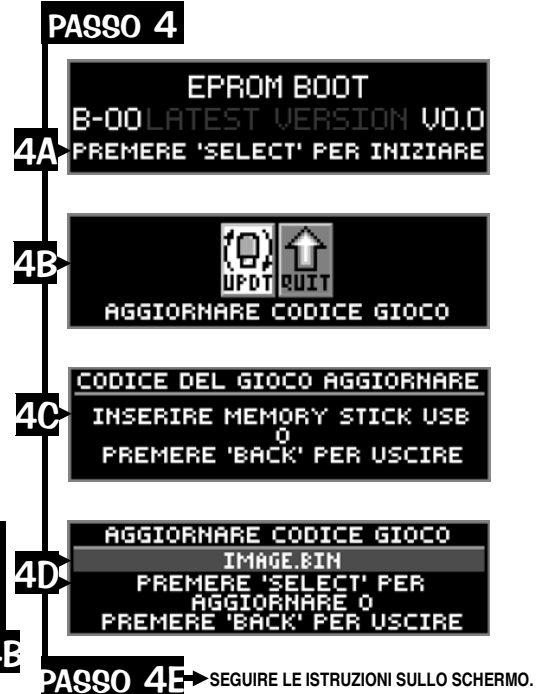 PASSO 4
EPROM BOOT
B-00 LATEST VERSION V0.0
4A PREMERE 'SELECT' PER INIZIARE
4B
UPDT QUIT
AGGIORNARE CODICE GIOCO
CODICE DEL GIOCO AGGIORNARE
4C INSERIRE MEMORY STICK USB
O
PREMERE 'BACK' PER USCIRE
AGGIORNARE CODICE GIOCO
IMAGE.BIN
4D PREMERE 'SELECT' PER
AGGIORNARE O
PREMERE 'BACK' PER USCIRE
B
PASSO 4E SEGUIRE LE ISTRUZIONI SULLO SCHERMO.